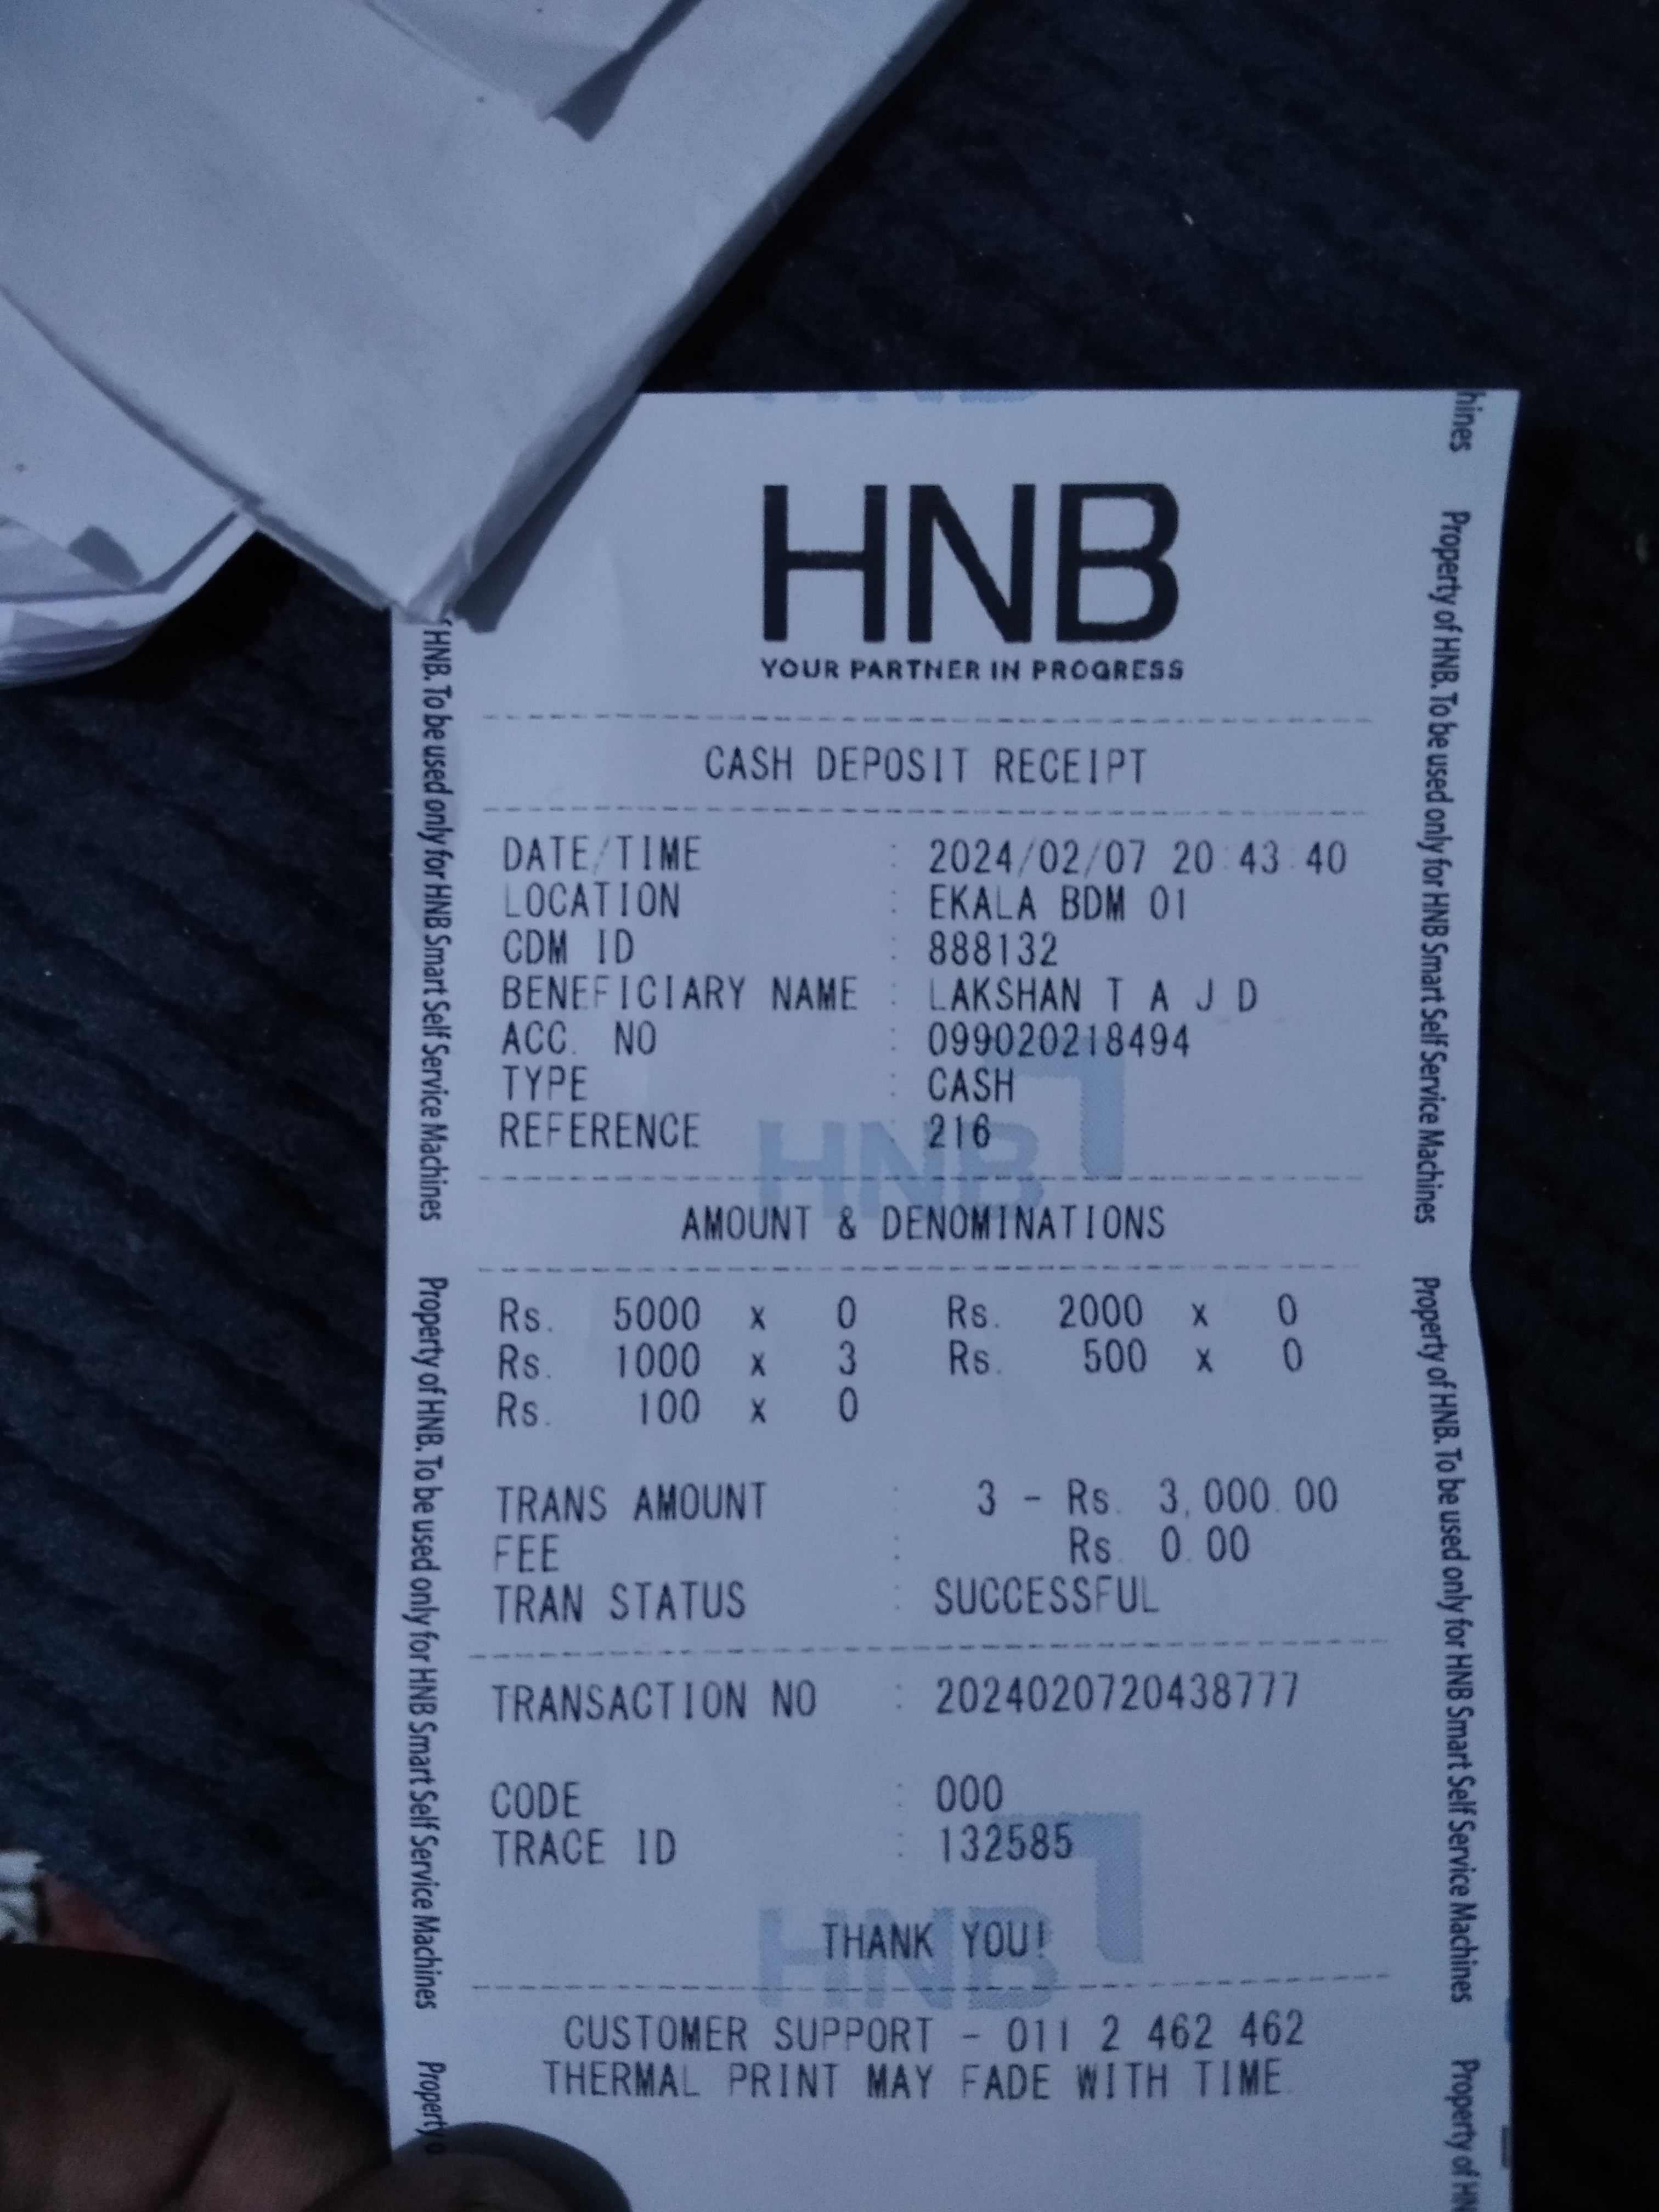 HNB
YOUR PARTNER IN PROGRESS
CASH DEPOSIT RECEIPT
DATE/TIME : 2024/02/07 20:43:40
LOCATION : EKALA BDM 01
CDM ID : 888132
BENEFICIARY NAME : LAKSHAN T A J D
ACC. NO : 099020218494
TYPE : CASH
REFERENCE : 216
HNB
AMOUNT & DENOMINATIONS
Rs. 5000 x 0 Rs. 2000 x 0
Rs. 1000 x 3 Rs. 500 x 0
Rs. 100 x 0
TRANS AMOUNT : 3 - Rs. 3,000.00
FEE : Rs. 0.00
TRAN STATUS : SUCCESSFUL
TRANSACTION NO : 2024020720438777
CODE : 000
TRACE ID : 132585
THANK YOU!
HNB
CUSTOMER SUPPORT - 011 2 462 462
THERMAL PRINT MAY FADE WITH TIME.
HNB. To be used only for HNB Smart Self Service Machines
Property of HNB. To be used only for HNB Smart Self Service Machines
Property o
hines
Property of HNB. To be used only for HNB Smart Self Service Machines
Property of HNB. To be used only for HNB Smart Self Service Machines
Property of HN